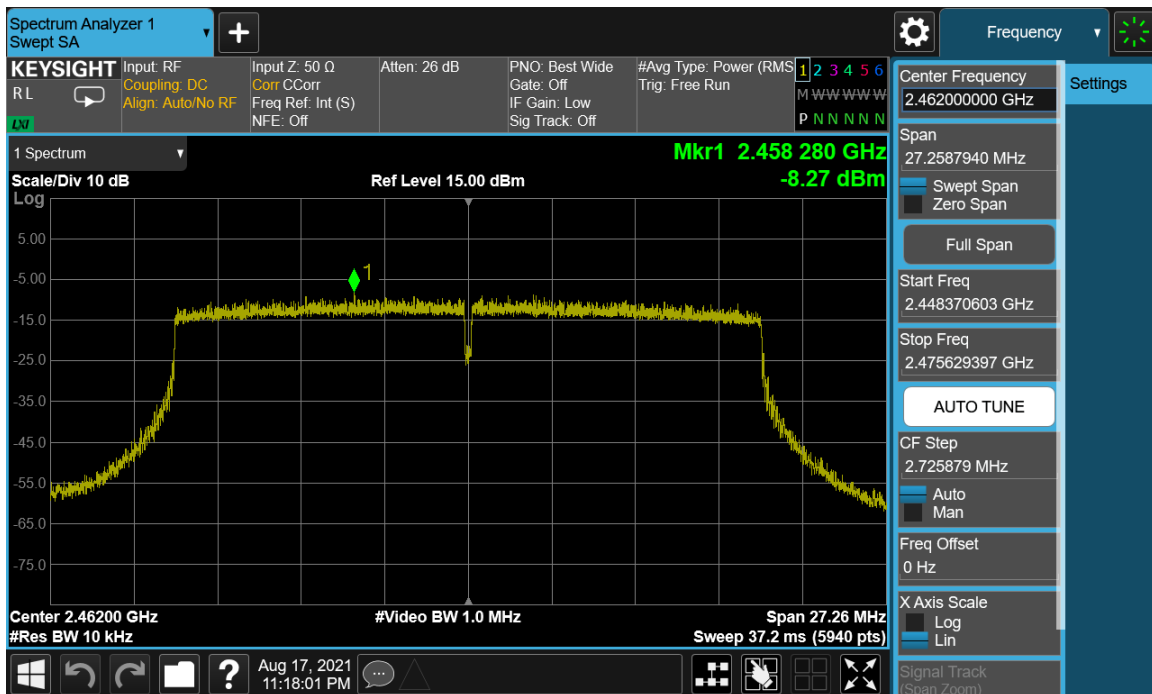 Spectrum Analyzer 1
Swept SA
+
Frequency
KEYSIGHT
R L
LXI
Input: RF
Coupling: DC
Align: Auto/No RF
Input Z: 50 Ω
Corr CCorr
Freq Ref: Int (S)
NFE: Off
Atten: 26 dB
PNO: Best Wide
Gate: Off
IF Gain: Low
Sig Track: Off
#Avg Type: Power (RMS
Trig: Free Run
1 2 3 4 5 6
M W W W W W
P N N N N N
1 Spectrum
Scale/Div 10 dB
Log
Ref Level 15.00 dBm
Mkr1 2.458 280 GHz
-8.27 dBm
1
5.00
-5.00
-15.0
-25.0
-35.0
-45.0
-55.0
-65.0
-75.0
Center 2.46200 GHz
#Res BW 10 kHz
#Video BW 1.0 MHz
Span 27.26 MHz
Sweep 37.2 ms (5940 pts)
?
Aug 17, 2021
11:18:01 PM
Center Frequency
2.462000000 GHz
Settings
Span
27.2587940 MHz
Swept Span
Zero Span
Full Span
Start Freq
2.448370603 GHz
Stop Freq
2.475629397 GHz
AUTO TUNE
CF Step
2.725879 MHz
Auto
Man
Freq Offset
0 Hz
X Axis Scale
Log
Lin
Signal Track
(Span Zoom)